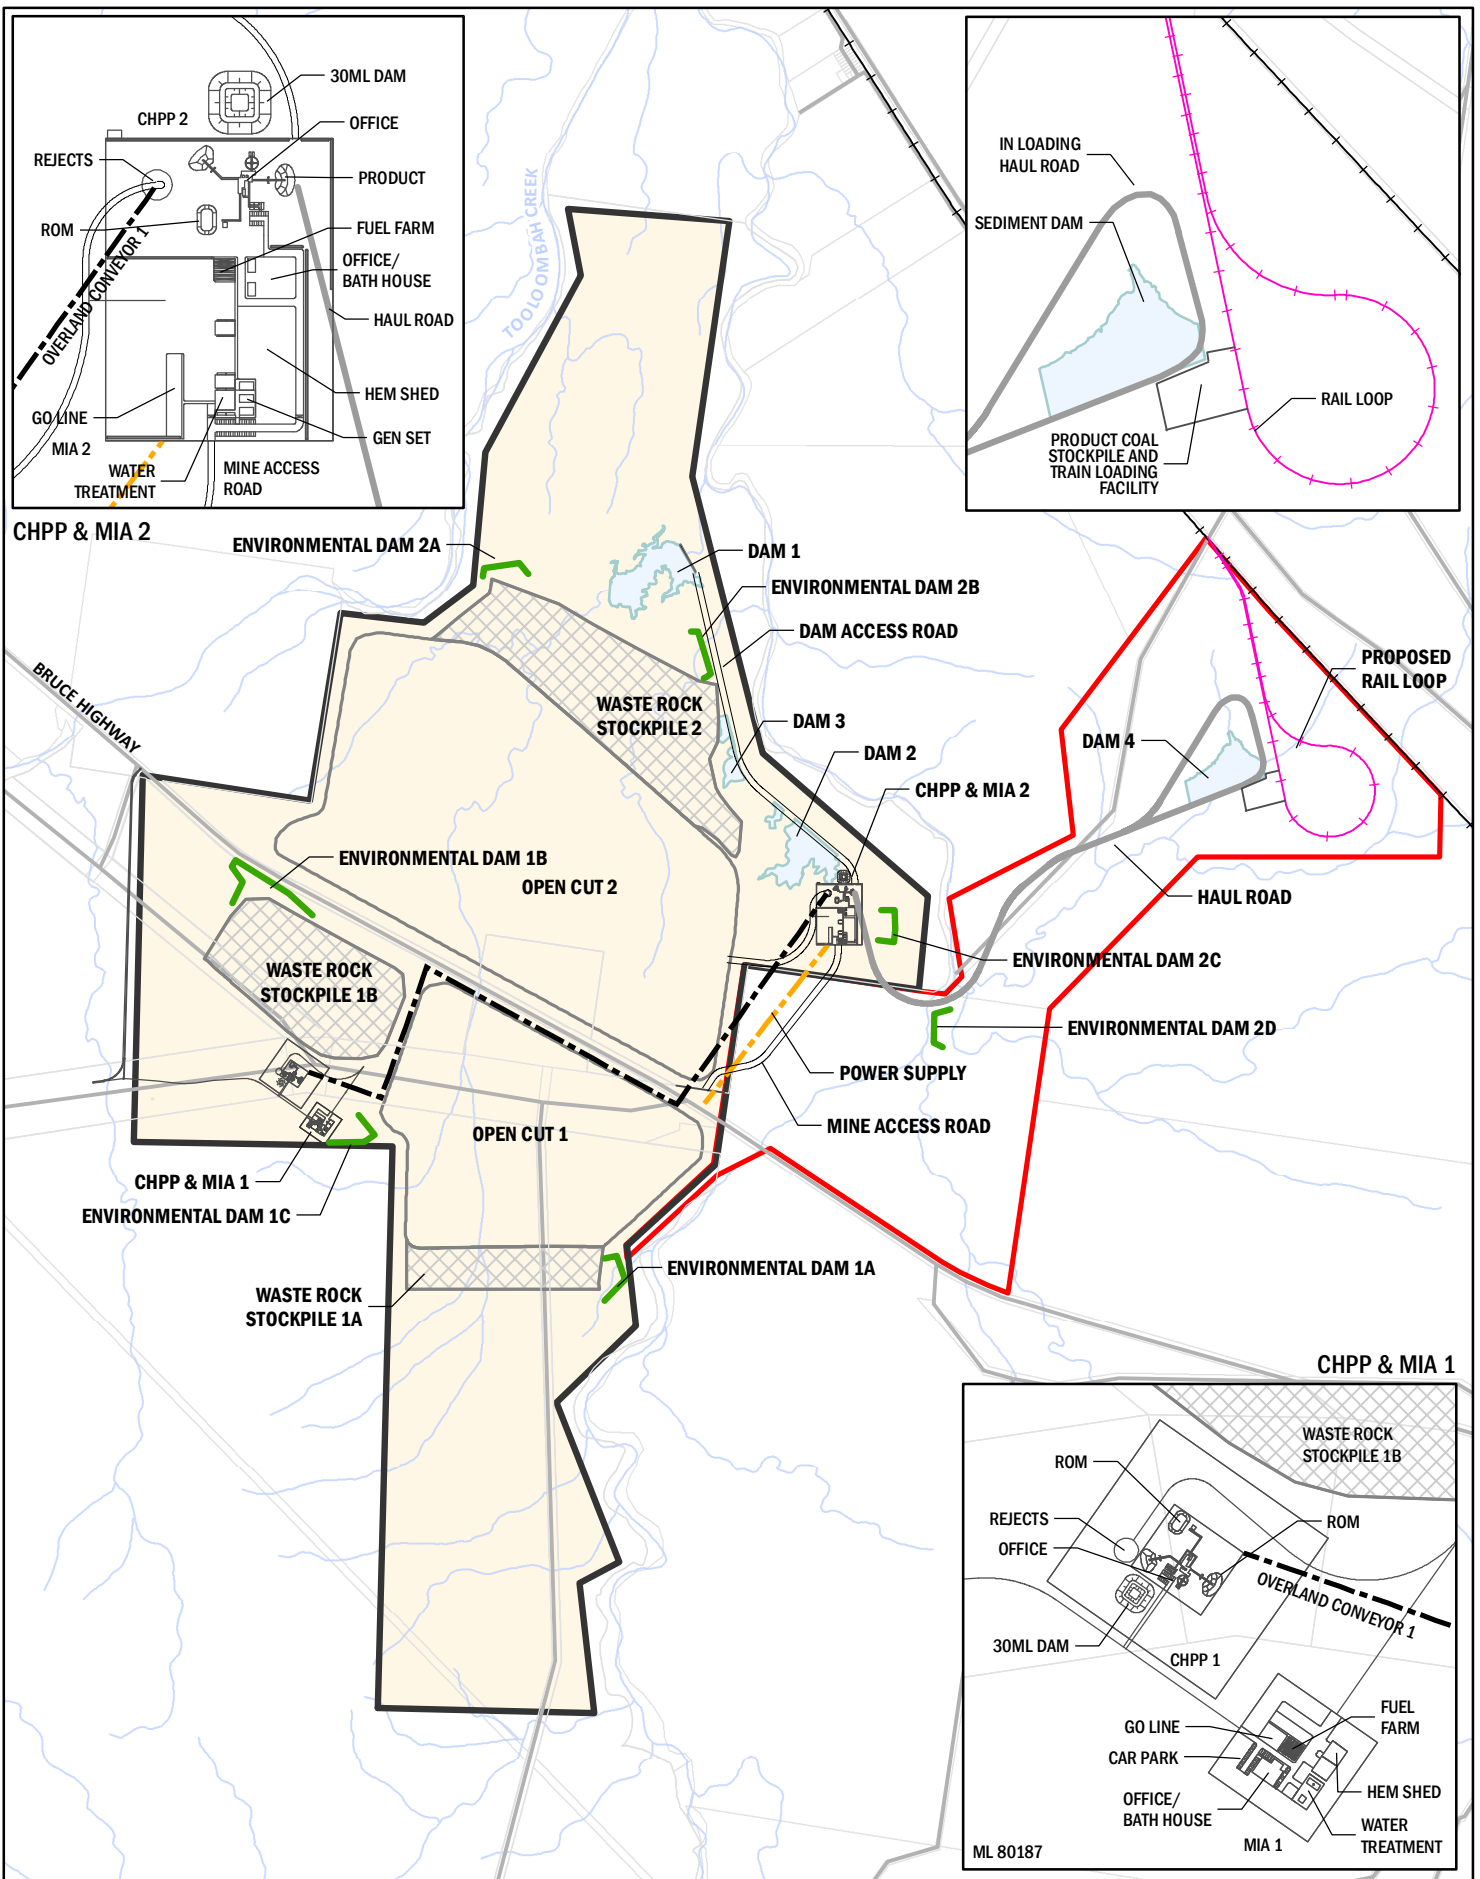 30ML DAM
CHPP 2
OFFICE
REJECTS
PRODUCT
ROM
FUEL FARM
OVERLAND CONVEYOR 1
OFFICE/
BATH HOUSE
HAUL ROAD
HEM SHED
GO LINE
GEN SET
MIA 2
WATER
TREATMENT
MINE ACCESS
ROAD
CHPP & MIA 2
IN LOADING
HAUL ROAD
SEDIMENT DAM
RAIL LOOP
PRODUCT COAL
STOCKPILE AND
TRAIN LOADING
FACILITY
TOOLOOMBAH CREEK
ENVIRONMENTAL DAM 2A
DAM 1
ENVIRONMENTAL DAM 2B
DAM ACCESS ROAD
BRUCE HIGHWAY
PROPOSED
RAIL LOOP
WASTE ROCK
STOCKPILE 2
DAM 3
DAM 4
DAM 2
CHPP & MIA 2
ENVIRONMENTAL DAM 1B
OPEN CUT 2
HAUL ROAD
WASTE ROCK
STOCKPILE 1B
ENVIRONMENTAL DAM 2C
ENVIRONMENTAL DAM 2D
POWER SUPPLY
MINE ACCESS ROAD
OPEN CUT 1
CHPP & MIA 1
ENVIRONMENTAL DAM 1C
ENVIRONMENTAL DAM 1A
WASTE ROCK
STOCKPILE 1A
CHPP & MIA 1
WASTE ROCK
STOCKPILE 1B
ROM
REJECTS
ROM
OFFICE
OVERLAND CONVEYOR 1
30ML DAM
CHPP 1
FUEL
FARM
GO LINE
CAR PARK
HEM SHED
OFFICE/
BATH HOUSE
WATER
TREATMENT
MIA 1
ML 80187